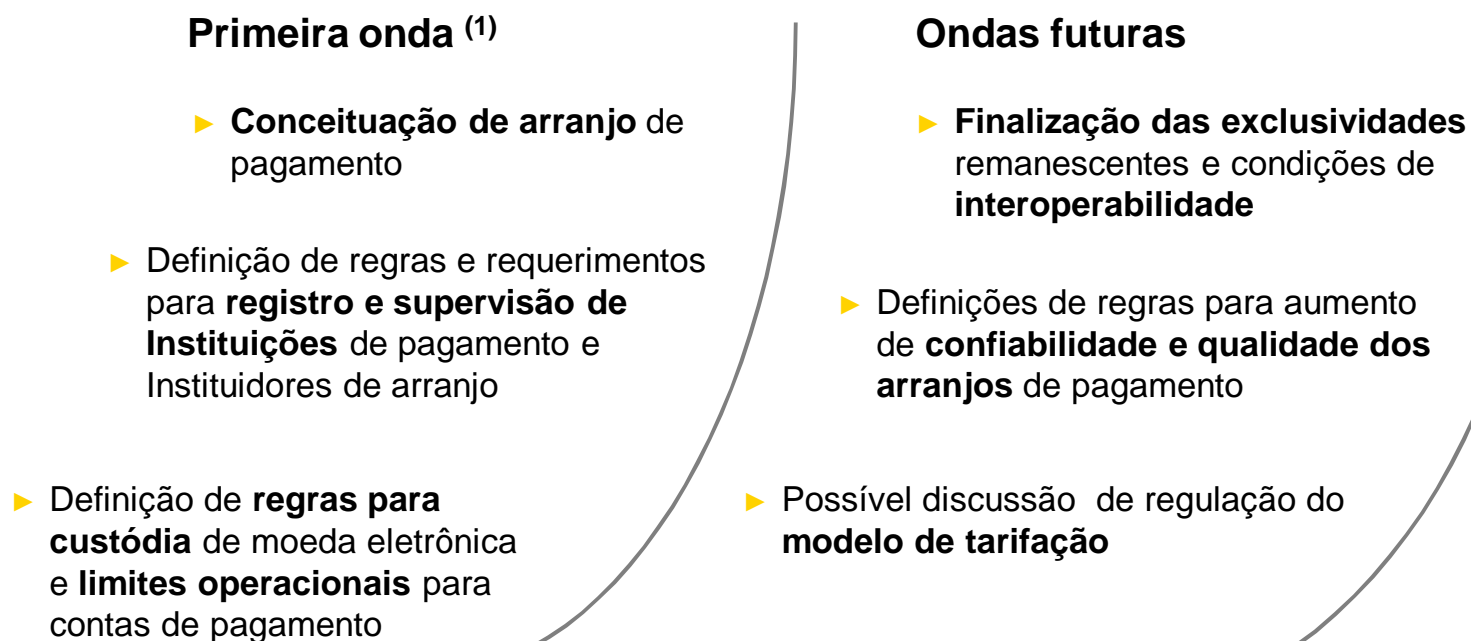 Primeira onda (1)
► Conceituação de arranjo de
pagamento
► Definição de regras e requerimentos
para registro e supervisão de
Instituições de pagamento e
Instituidores de arranjo
► Definição de regras para
custódia de moeda eletrônica
e limites operacionais para
contas de pagamento
Ondas futuras
► Finalização das exclusividades
remanescentes e condições de
interoperabilidade
► Definições de regras para aumento
de confiabilidade e qualidade dos
arranjos de pagamento
► Possível discussão  de regulação do
modelo de tarifação